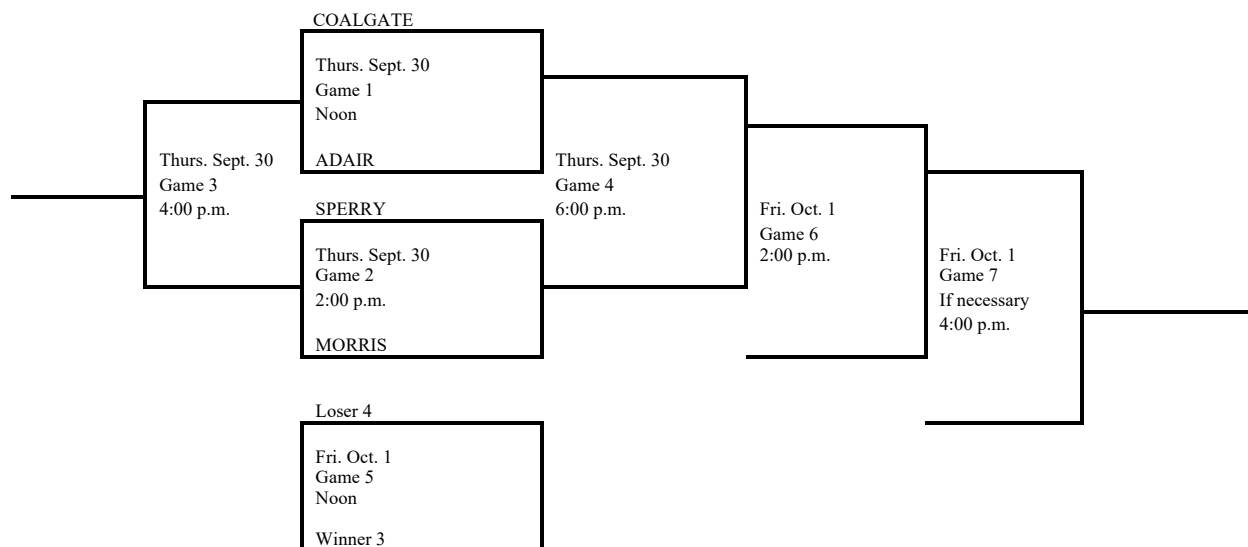 COALGATE
Thurs. Sept. 30
Game 1
Noon
ADAIR
Thurs. Sept. 30
Game 3
4:00 p.m.
Thurs. Sept. 30
Game 4
6:00 p.m.
SPERRY
Thurs. Sept. 30
Game 2
2:00 p.m.
MORRIS
Fri. Oct. 1
Game 6
2:00 p.m.
Fri. Oct. 1
Game 7
If necessary
4:00 p.m.
Loser 4
Fri. Oct. 1
Game 5
Noon
Winner 3